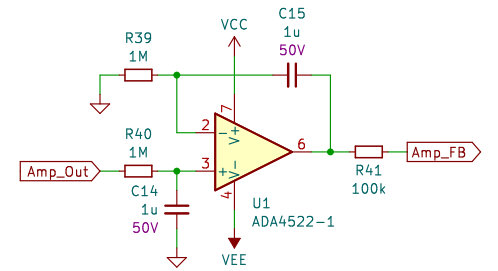 C15
1u
50V
VCC
R39
1M
7
2
-
V+
6
3
+
V-
4
R40
1M
Amp_Out
C14
1u
50V
U1
ADA4522-1
VEE
R41
100k
Amp_FB